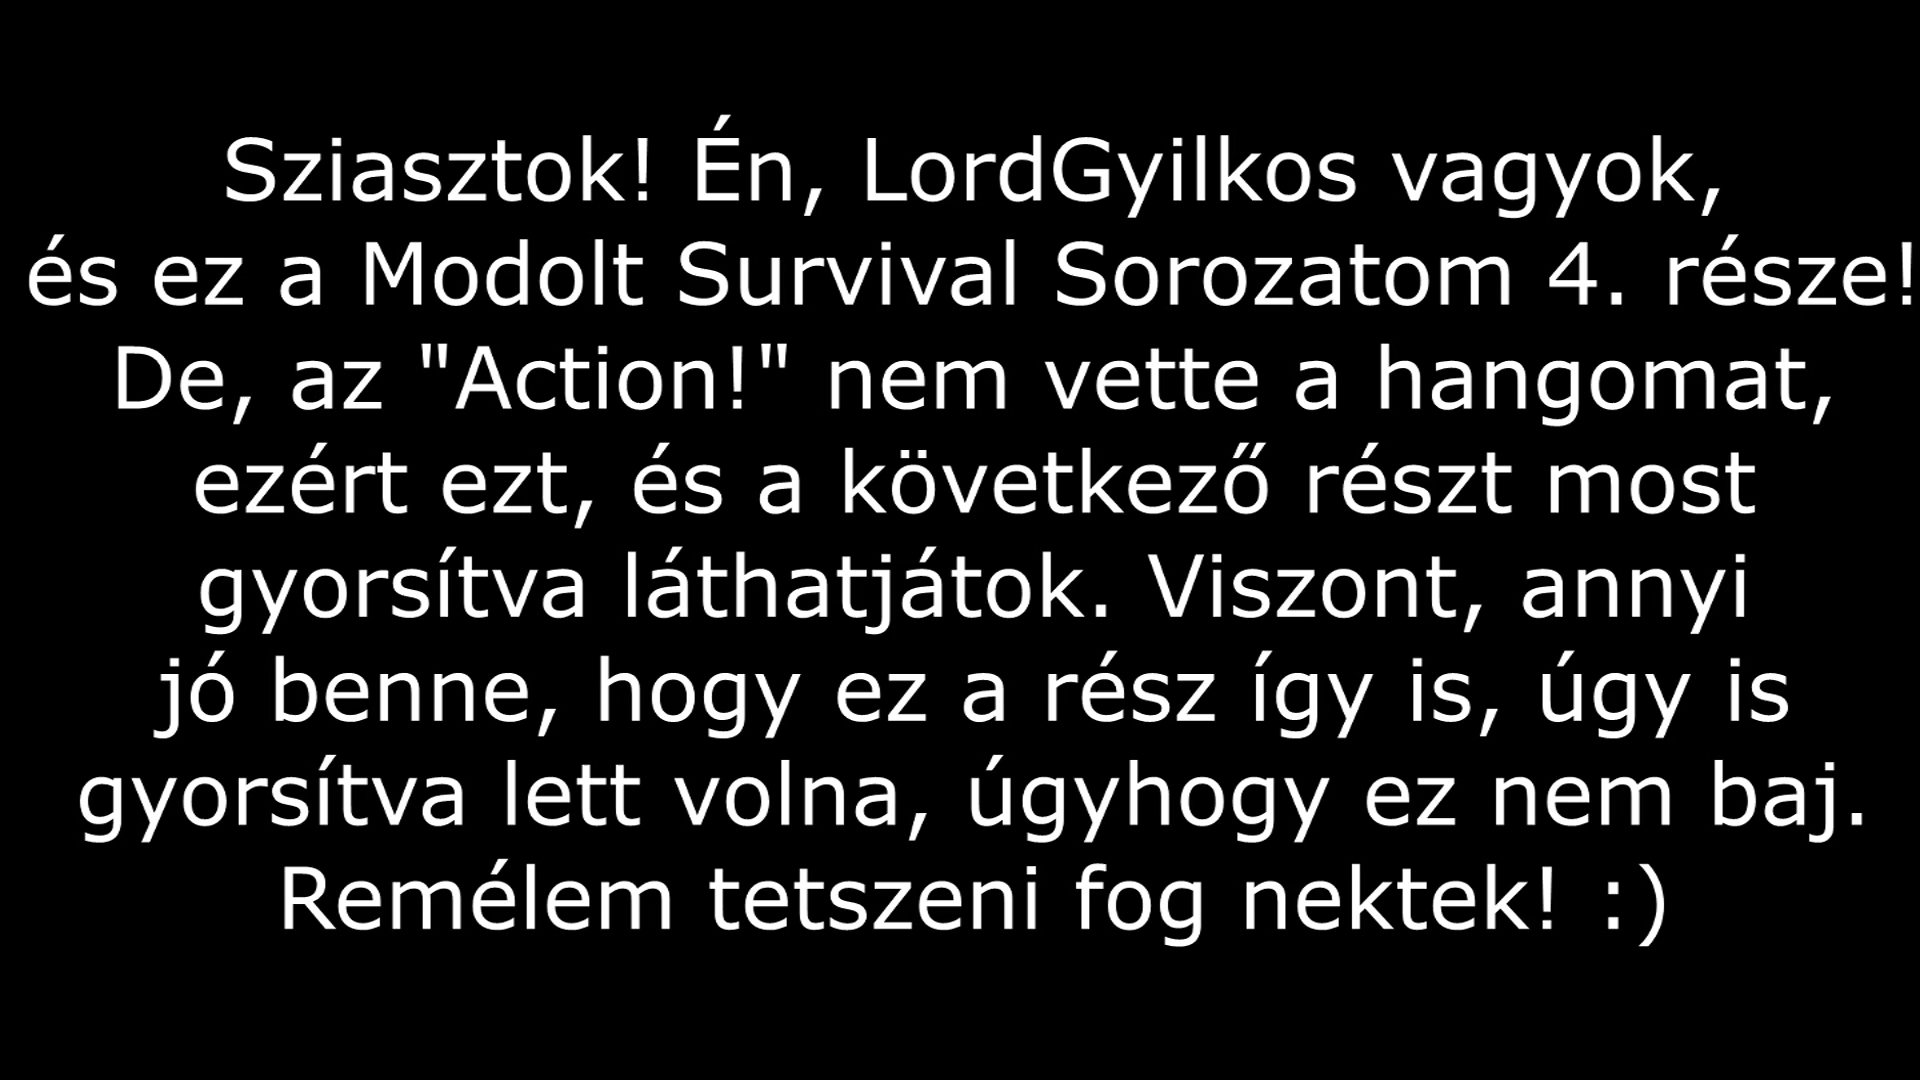 Sziasztok! Én, LordGyilkos vagyok,
és ez a Modolt Survival Sorozatom 4. része!
De, az "Action!" nem vette a hangomat,
ezért ezt, és a következő részt most
gyorsítva láthatjátok. Viszont, annyi
jó benne, hogy ez a rész így is, úgy is
gyorsítva lett volna, úgyhogy ez nem baj.
Remélem tetszeni fog nektek! :)